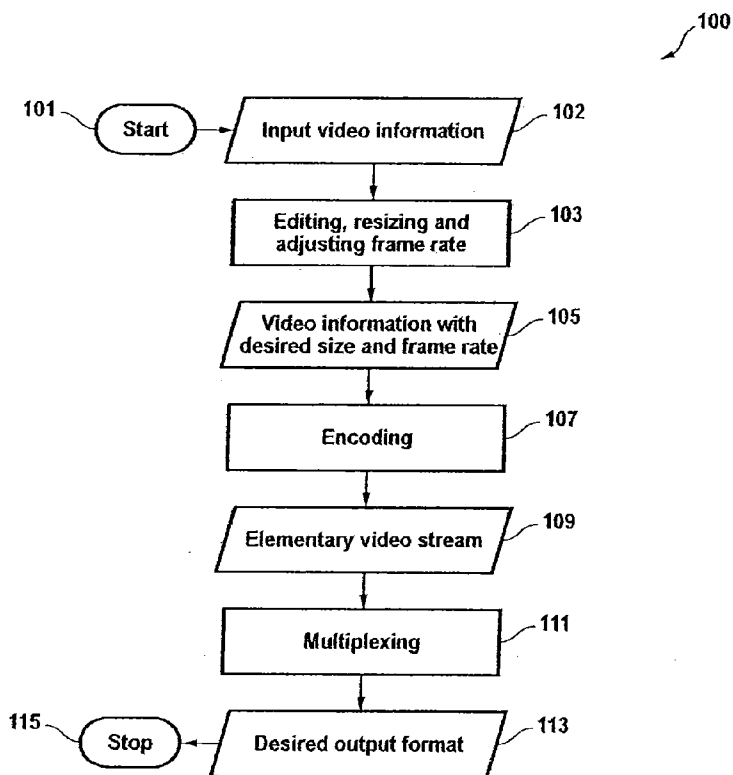 100
101
Start
Input video information
102
Editing, resizing and
adjusting frame rate
103
Video information with
desired size and frame rate
105
Encoding
107
Elementary video stream
109
Multiplexing
111
115
Stop
Desired output format
113